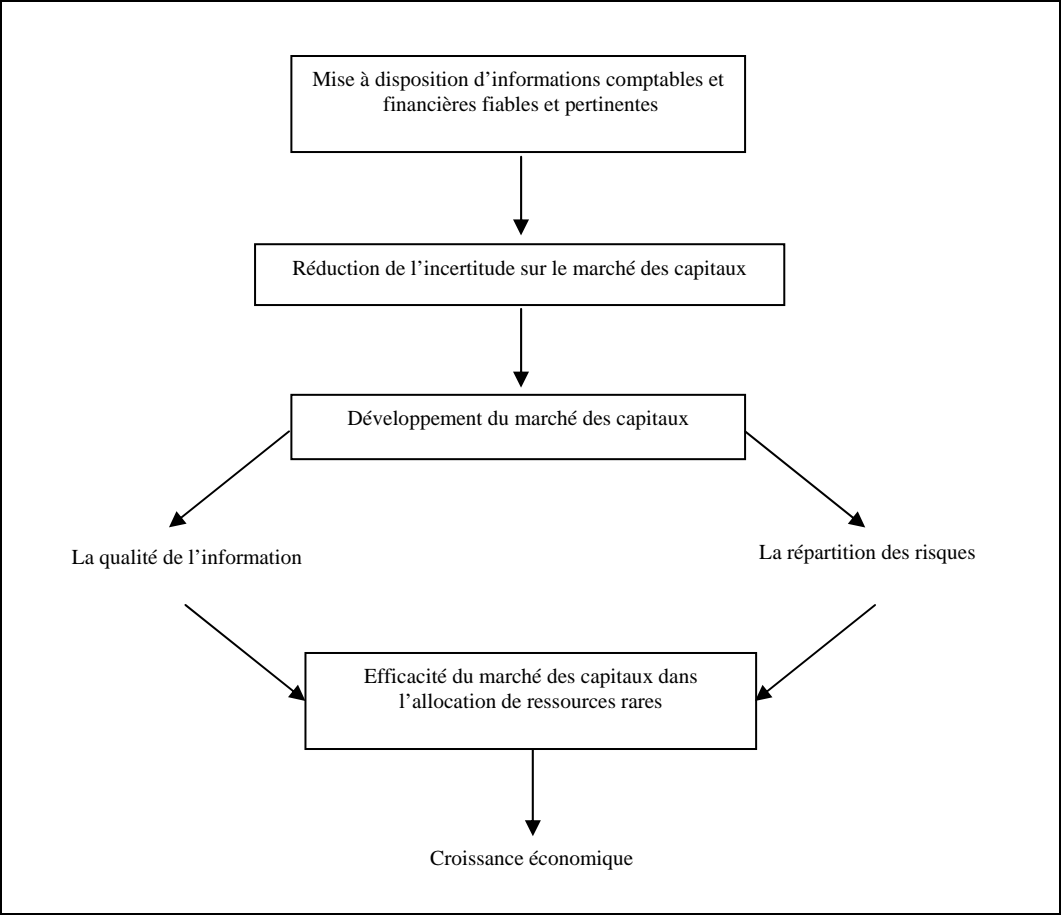 Mise à disposition d’informations comptables et
financières fiables et pertinentes
Réduction de l’incertitude sur le marché des capitaux
Développement du marché des capitaux
La qualité de l’information
La répartition des risques
Efficacité du marché des capitaux dans
l’allocation de ressources rares
Croissance économique